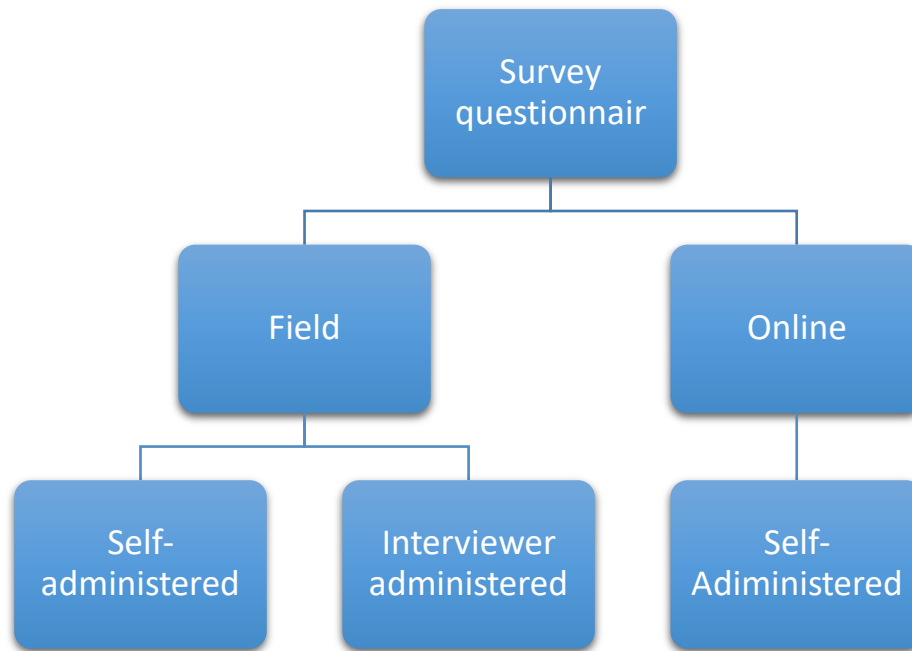 Survey
questionnair
Field
Online
Self-
administered
Interviewer
administered
Self-
Adiministered